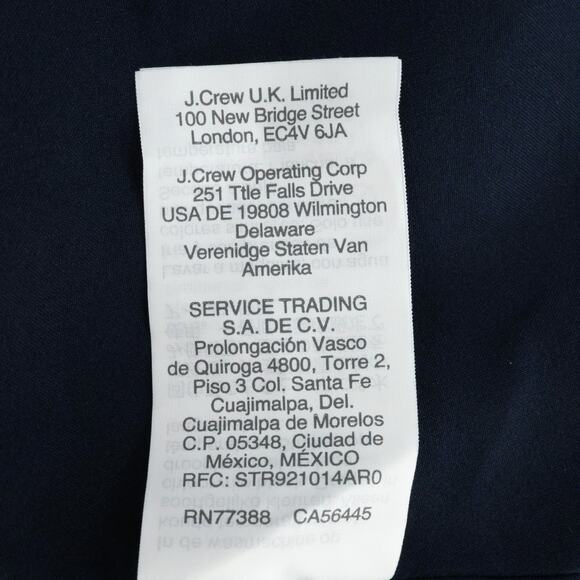 J.Crew U.K. Limited
100 New Bridge Street
London, EC4V 6JA
J.Crew Operating Corp
251 Ttle Falls Drive
USA DE 19808 Wilmington
Delaware
Verenidge Staten Van
Amerika
SERVICE TRADING
S.A. DE C.V.
Prolongación Vasco
de Quiroga 4800, Torre 2,
Piso 3 Col. Santa Fe
Cuajimalpa, Del.
Cuajimalpa de Morelos
C.P. 05348, Ciudad de
México, MÉXICO
RFC: STR921014AR0
RN77388 CA56445